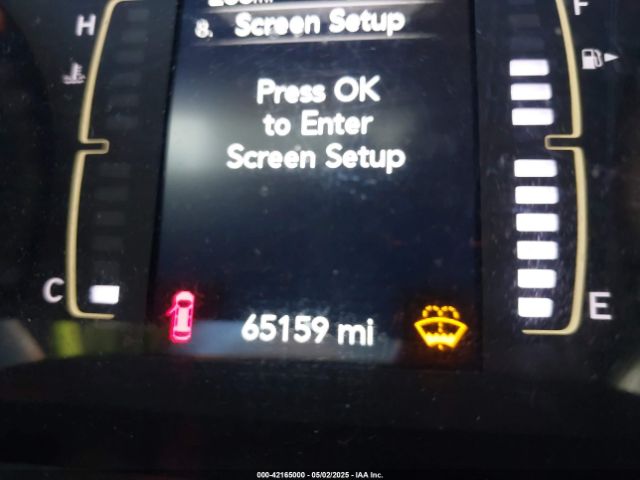 H
F
8. Screen Setup
Press OK
to Enter
Screen Setup
C
E
65159 mi
000-42165000 - 05/02/2025 - IAA Inc.